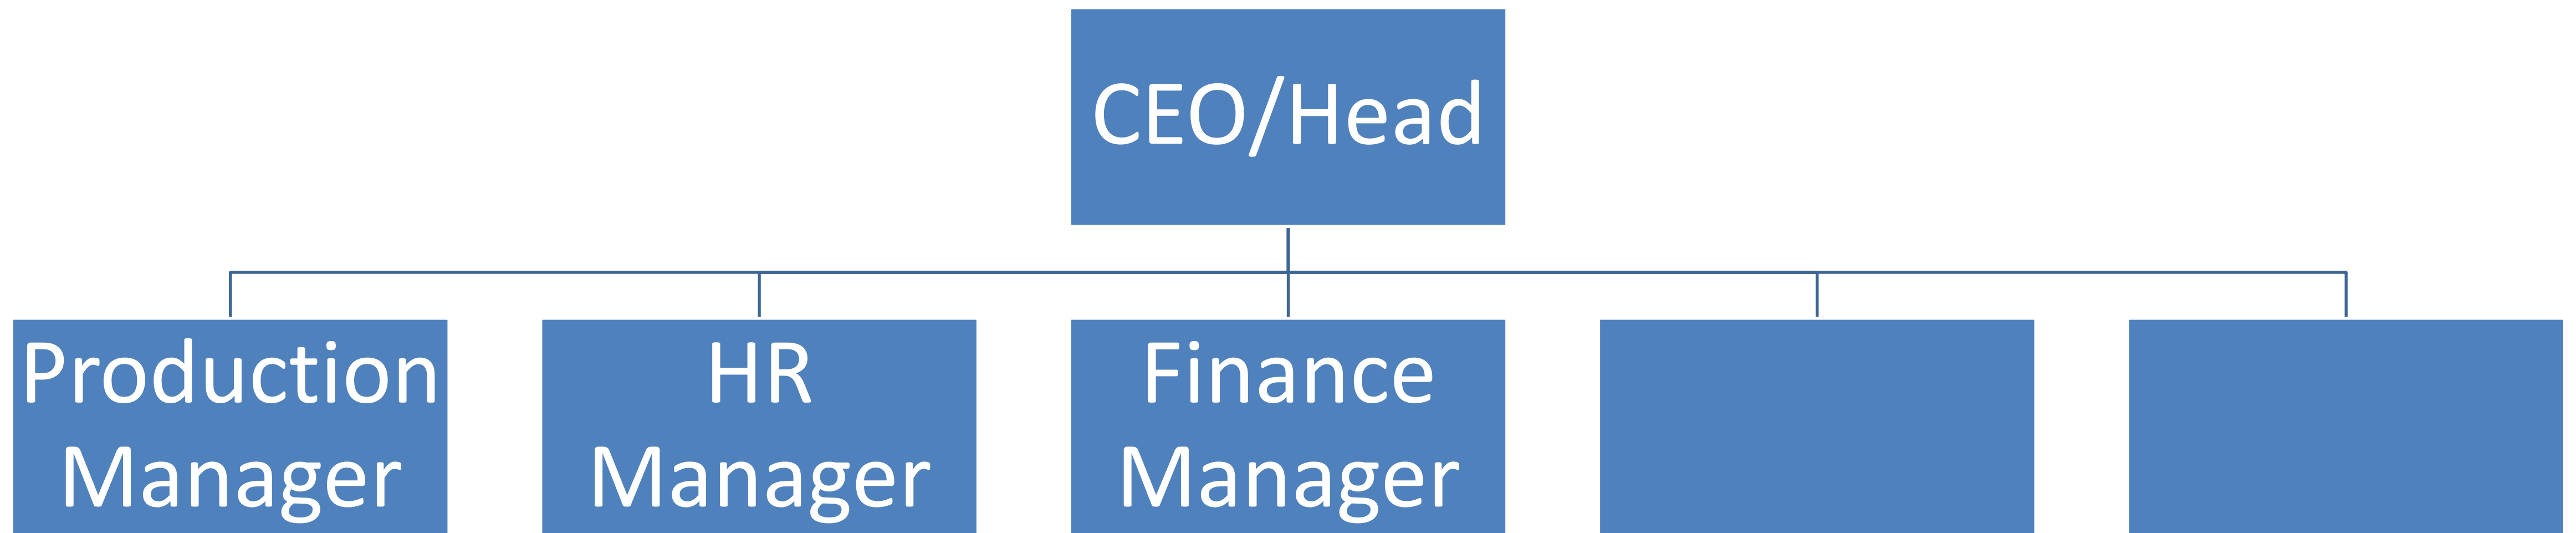 CEO/Head
Production
Manager
HR
Manager
Finance
Manager